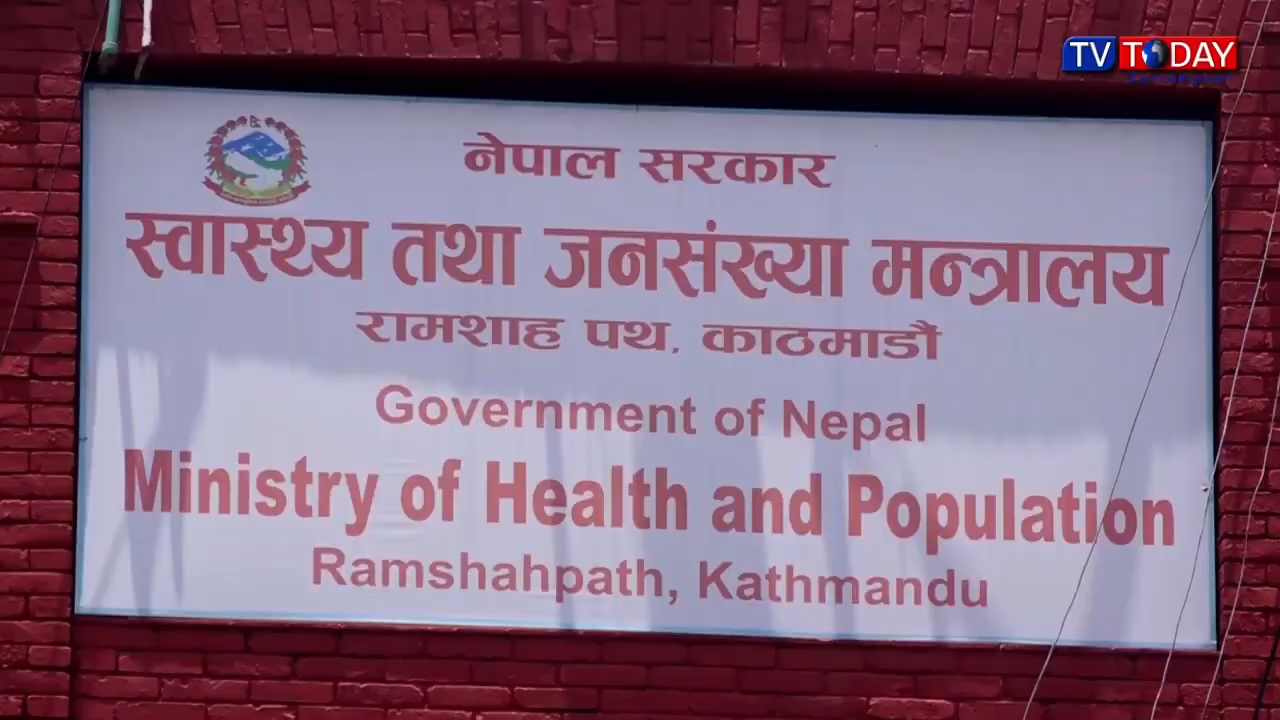 TV TODAY
नेपाल सरकार
स्वास्थ्य तथा जनसंख्या मन्त्रालय
रामशाह पथ, काठमाडौं
Government of Nepal
Ministry of Health and Population
Ramshahpath, Kathmandu